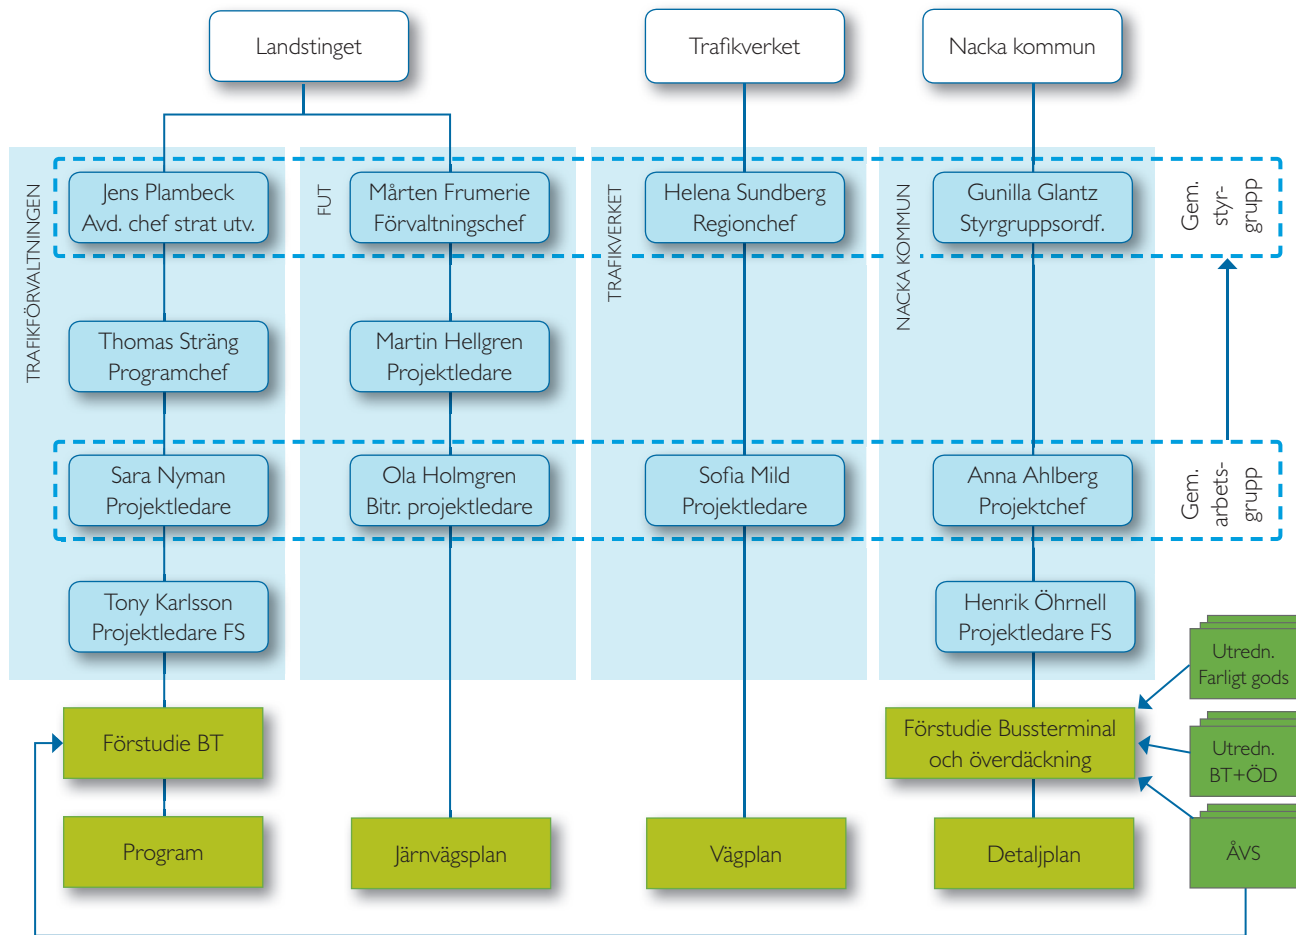 Landstinget
Trafikverket
Nacka kommun
TRAFIKFÖRVALTNINGEN
Jens Plambeck
Avd. chef strat utv.
FUT
Mårten Frumerie
Förvaltningschef
TRAFIKVERKET
Helena Sundberg
Regionchef
NACKA KOMMUN
Gunilla Glantz
Styrgruppsordf.
Gem.
styr-
grupp
Thomas Sträng
Programchef
Martin Hellgren
Projektledare
Sara Nyman
Projektledare
Ola Holmgren
Bitr. projektledare
Sofia Mild
Projektledare
Anna Ahlberg
Projektchef
Gem.
arbets-
grupp
Tony Karlsson
Projektledare FS
Henrik Öhrnell
Projektledare FS
Utredn.
Farligt gods
Förstudie BT
Förstudie Bussterminal
och överdäckning
Utredn.
BT+ÖD
Program
Järnvägsplan
Vägplan
Detaljplan
ÅVS